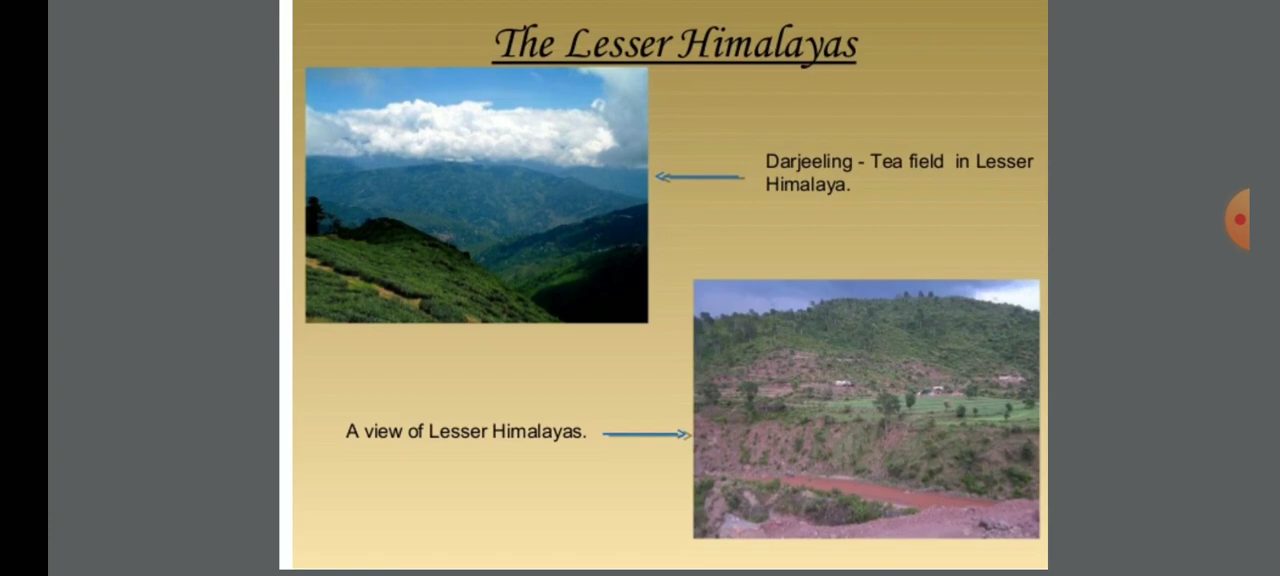 The Lesser Himalayas
Darjeeling - Tea field in Lesser
Himalaya.
A view of Lesser Himalayas.